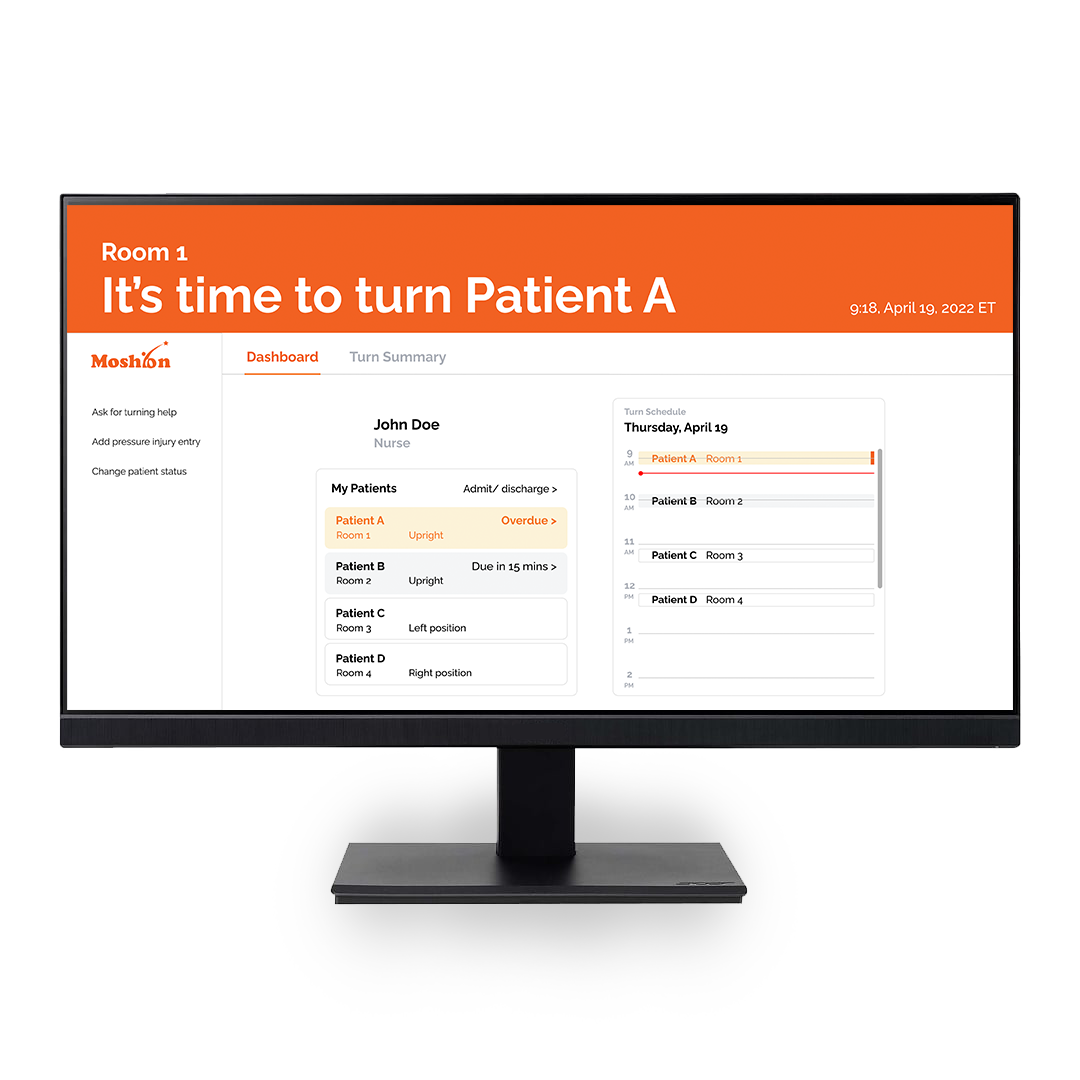 Room 1
It's time to turn Patient A
9:18, April 19, 2022 ET
Moshion
Dashboard
Turn Summary
Ask for turning help
Add pressure injury entry
Change patient status
John Doe
Nurse
My Patients
Admit/ discharge >
Patient A
Overdue >
Room 1
Upright
Patient B
Due in 15 mins >
Room 2
Upright
Patient C
Room 3
Left position
Patient D
Room 4
Right position
Turn Schedule
Thursday, April 19
9
AM
Patient A Room 1
10
AM
Patient B Room 2
11
AM
Patient C Room 3
12
PM
Patient D Room 4
1
PM
2
PM
acer